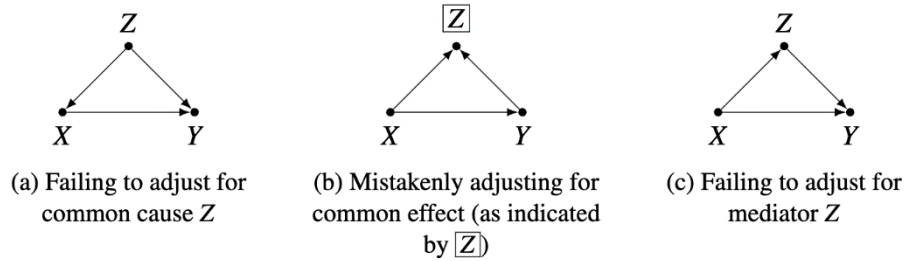 Z
X
Y
(a) Failing to adjust for
common cause Z
Z
X
Y
(b) Mistakenly adjusting for
common effect (as indicated
by Z)
Z
X
Y
(c) Failing to adjust for
mediator Z